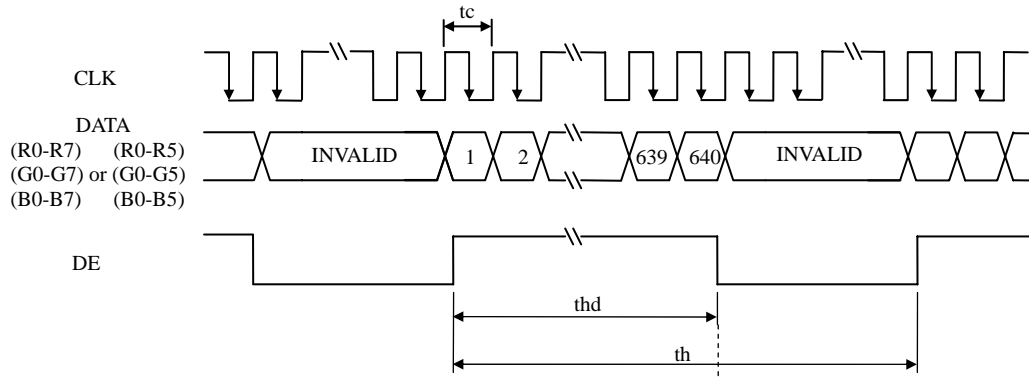 tc
CLK
DATA
(R0-R7) (R0-R5)
(G0-G7) or (G0-G5)
(B0-B7) (B0-B5)
INVALID 1 2 639 640 INVALID
DE
thd
th